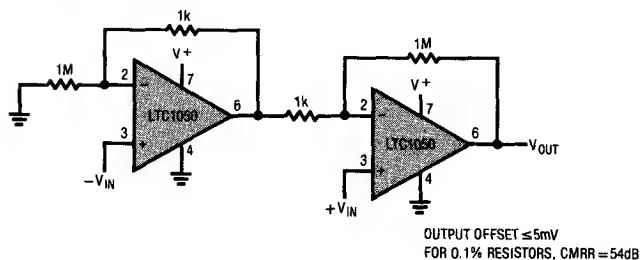 1k
1M
1M
V+
V+
2
−
7
6
1k
2
−
7
6
LTC1050
LTC1050
VOUT
3
+
4
3
+
4
−VIN
+VIN
OUTPUT OFFSET ≤5mV
FOR 0.1% RESISTORS, CMRR = 54dB